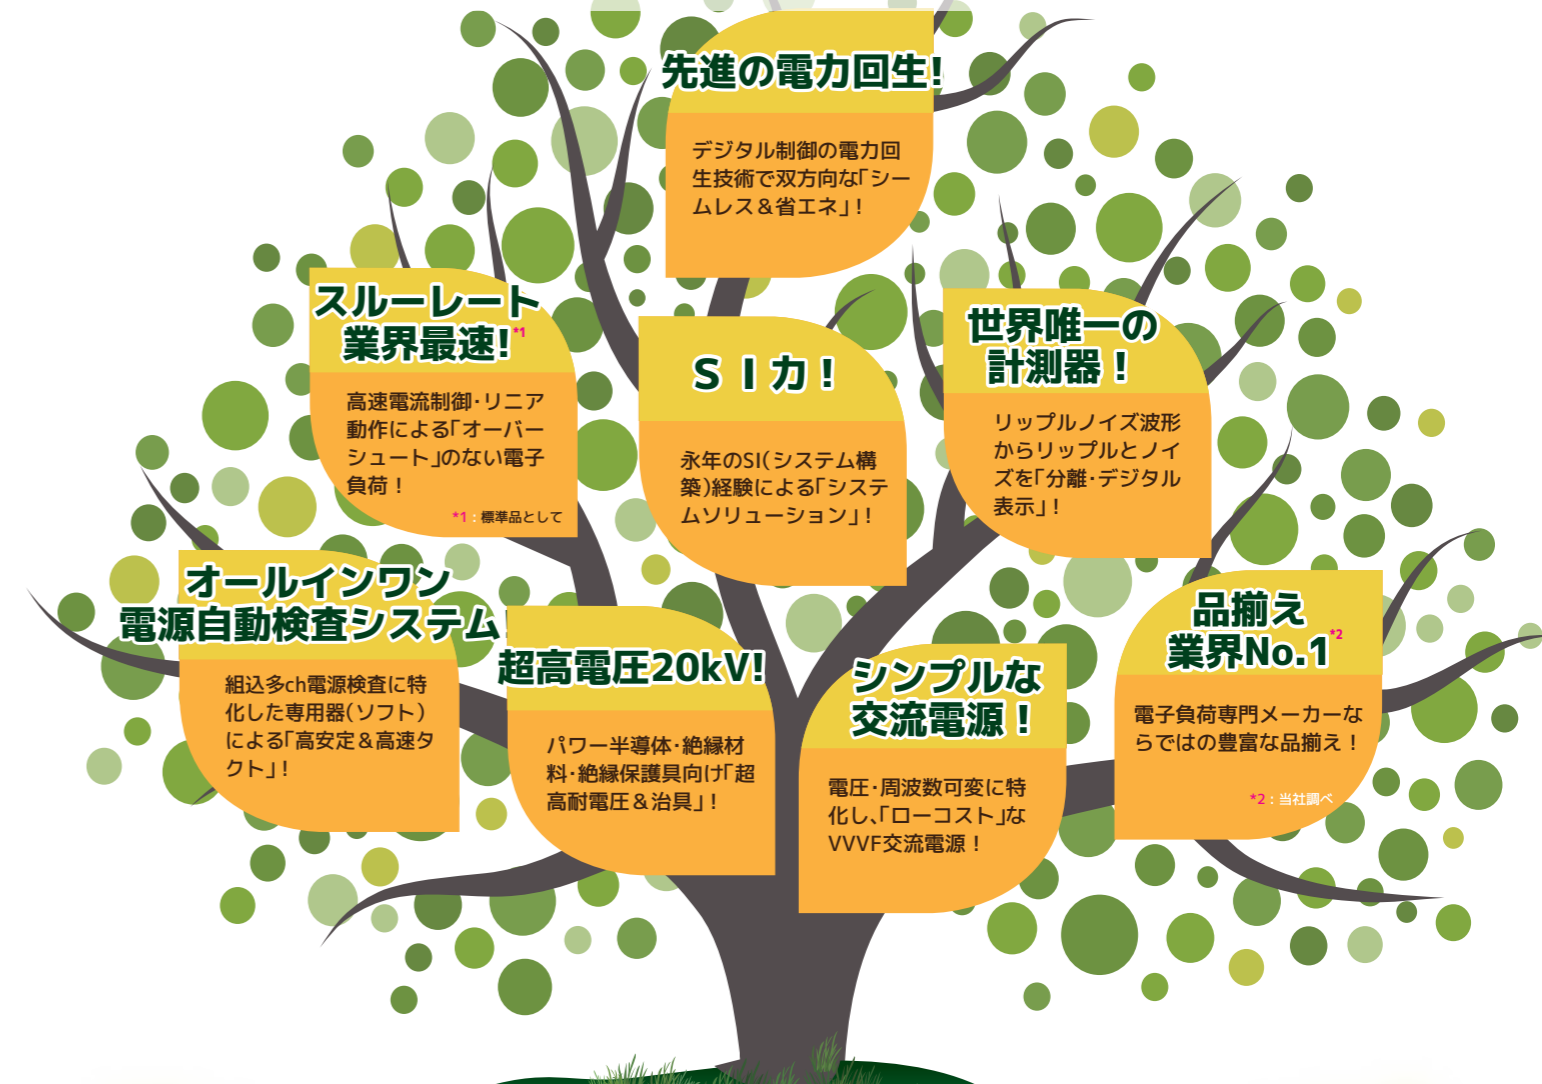 先進の電力回生!
デジタル制御の電力回
生技術で双方向な「シー
ムレス＆省エネ」！
スルーレート
業界最速!*1
高速電流制御・リニア
動作による「オーバー
シュート」のない電子
負荷！
*1：標準品として
ＳＩ力！
永年のSI（システム構
築）経験による「システ
ムソリューション」！
世界唯一の
計測器！
リップルノイズ波形
からリップルとノイ
ズを「分離・デジタル
表示」！
オールインワン
電源自動検査システム!
組込多ch電源検査に特
化した専用器（ソフト）
による「高安定＆高速タ
クト」！
超高電圧20kV!
パワー半導体・絶縁材
料・絶縁保護具向け「超
高耐電圧＆治具」！
シンプルな
交流電源！
電圧・周波数可変に特
化し、「ローコスト」な
VVVF交流電源！
品揃え
業界No.1*2
電子負荷専門メーカーな
らではの豊富な品揃え！
*2：当社調べ